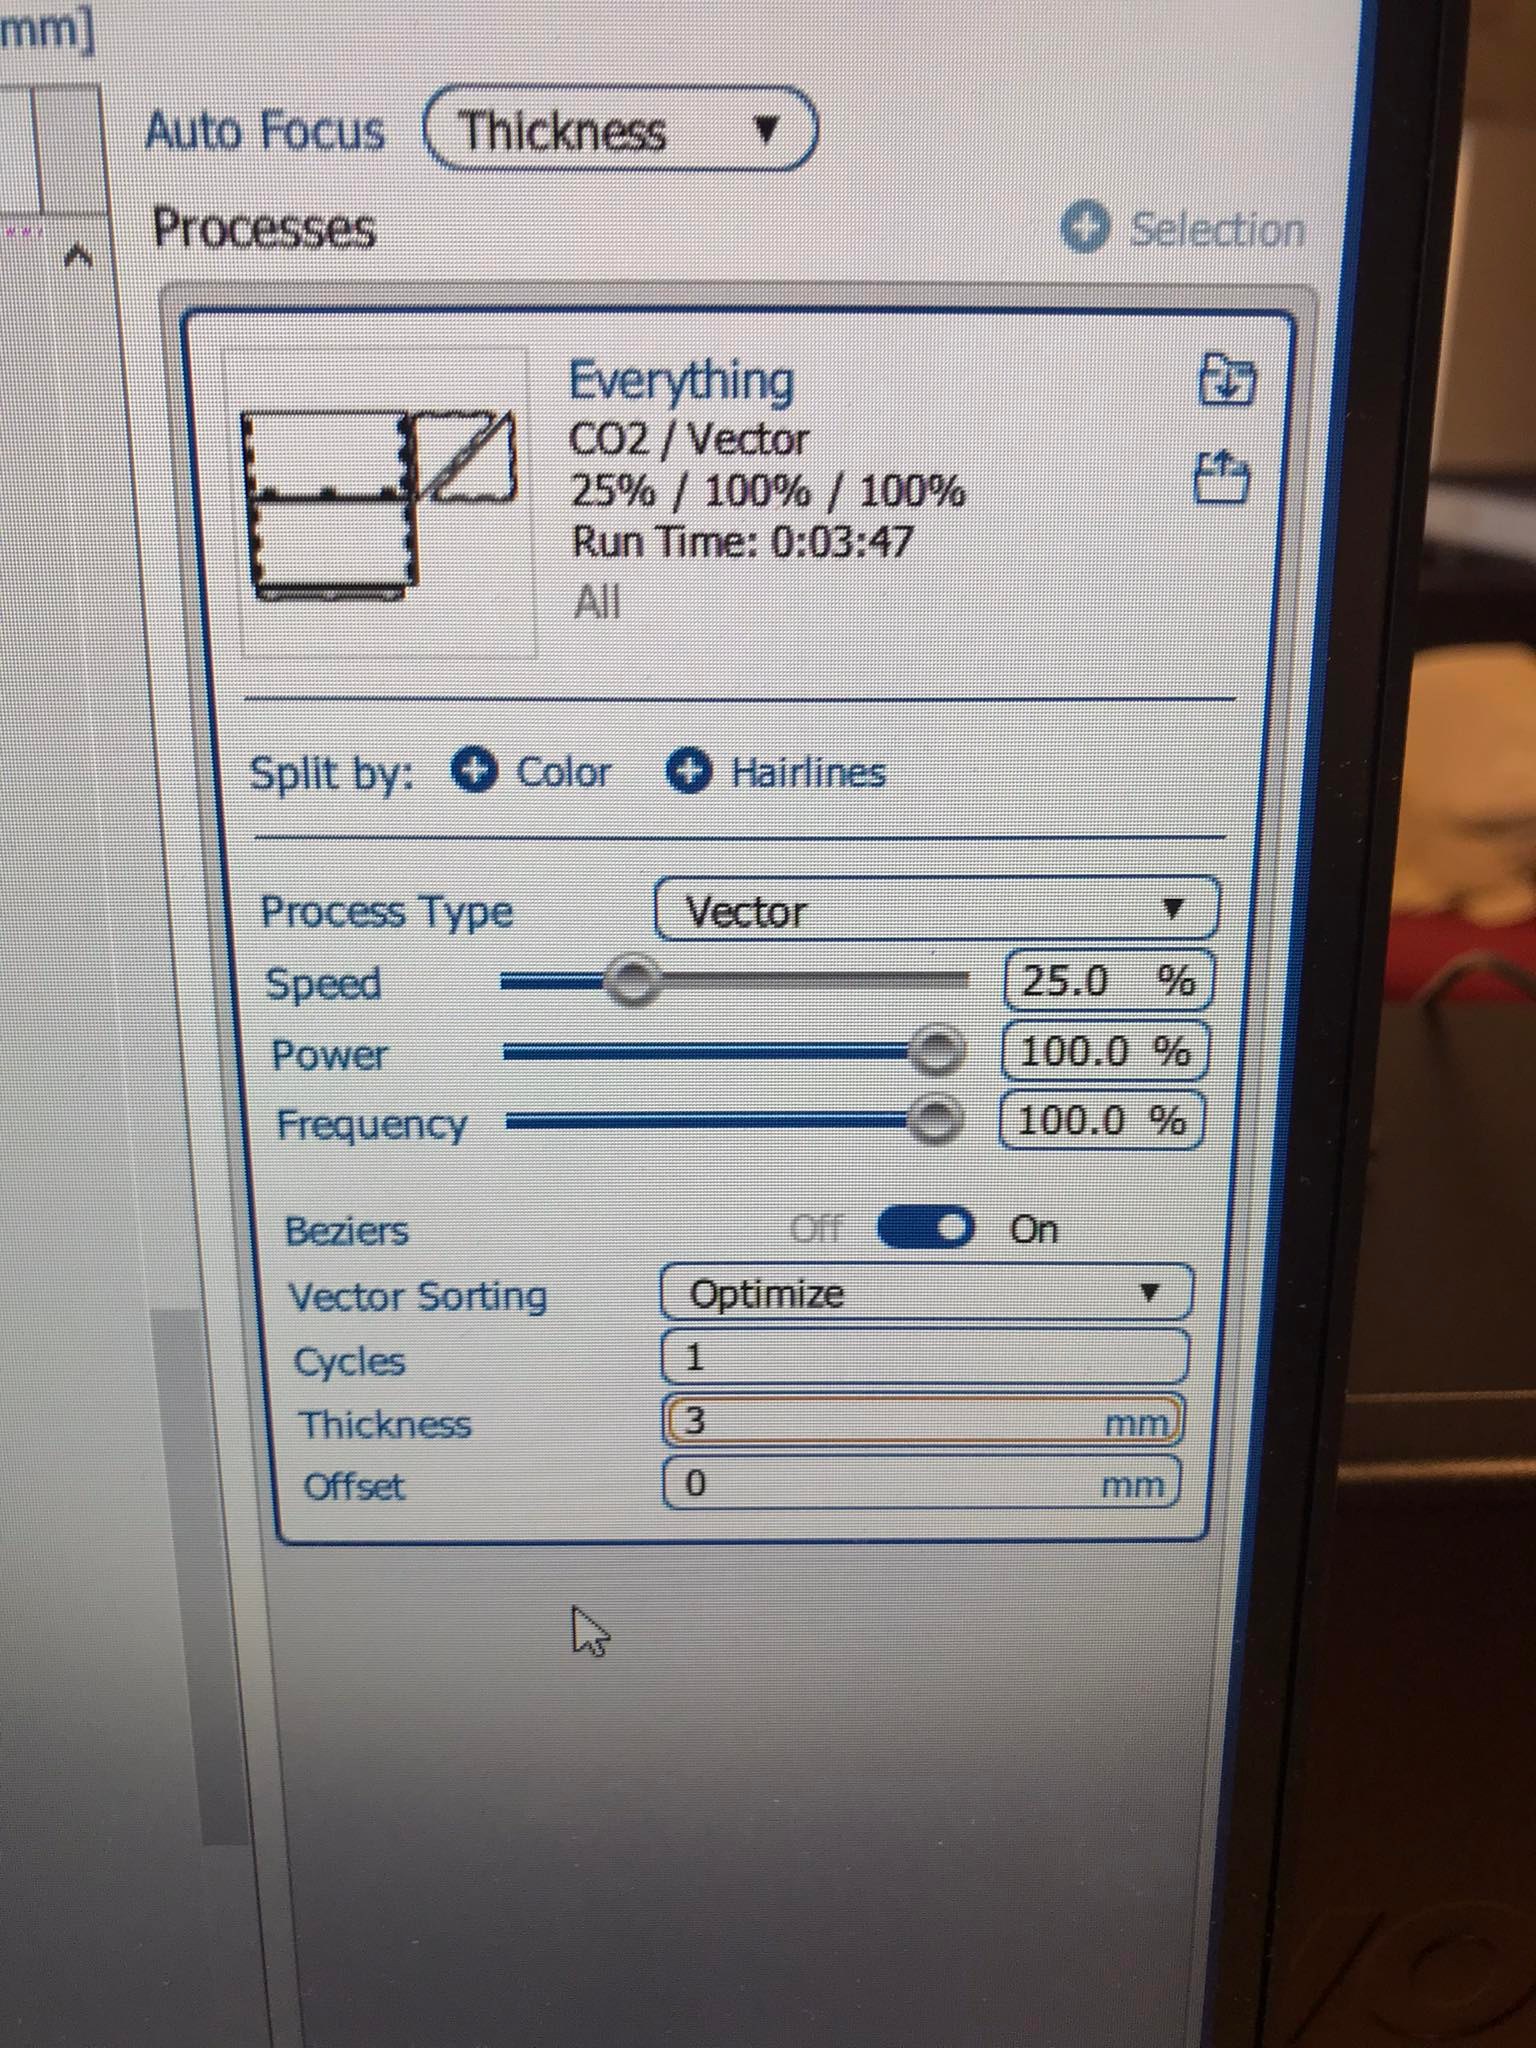 mm]
Auto Focus Thickness
Processes Selection
Everything
CO2 / Vector
25% / 100% / 100%
Run Time: 0:03:47
All
Split by: Color Hairlines
Process Type Vector
Speed 25.0 %
Power 100.0 %
Frequency 100.0 %
Beziers Off On
Vector Sorting Optimize
Cycles 1
Thickness 3 mm
Offset 0 mm